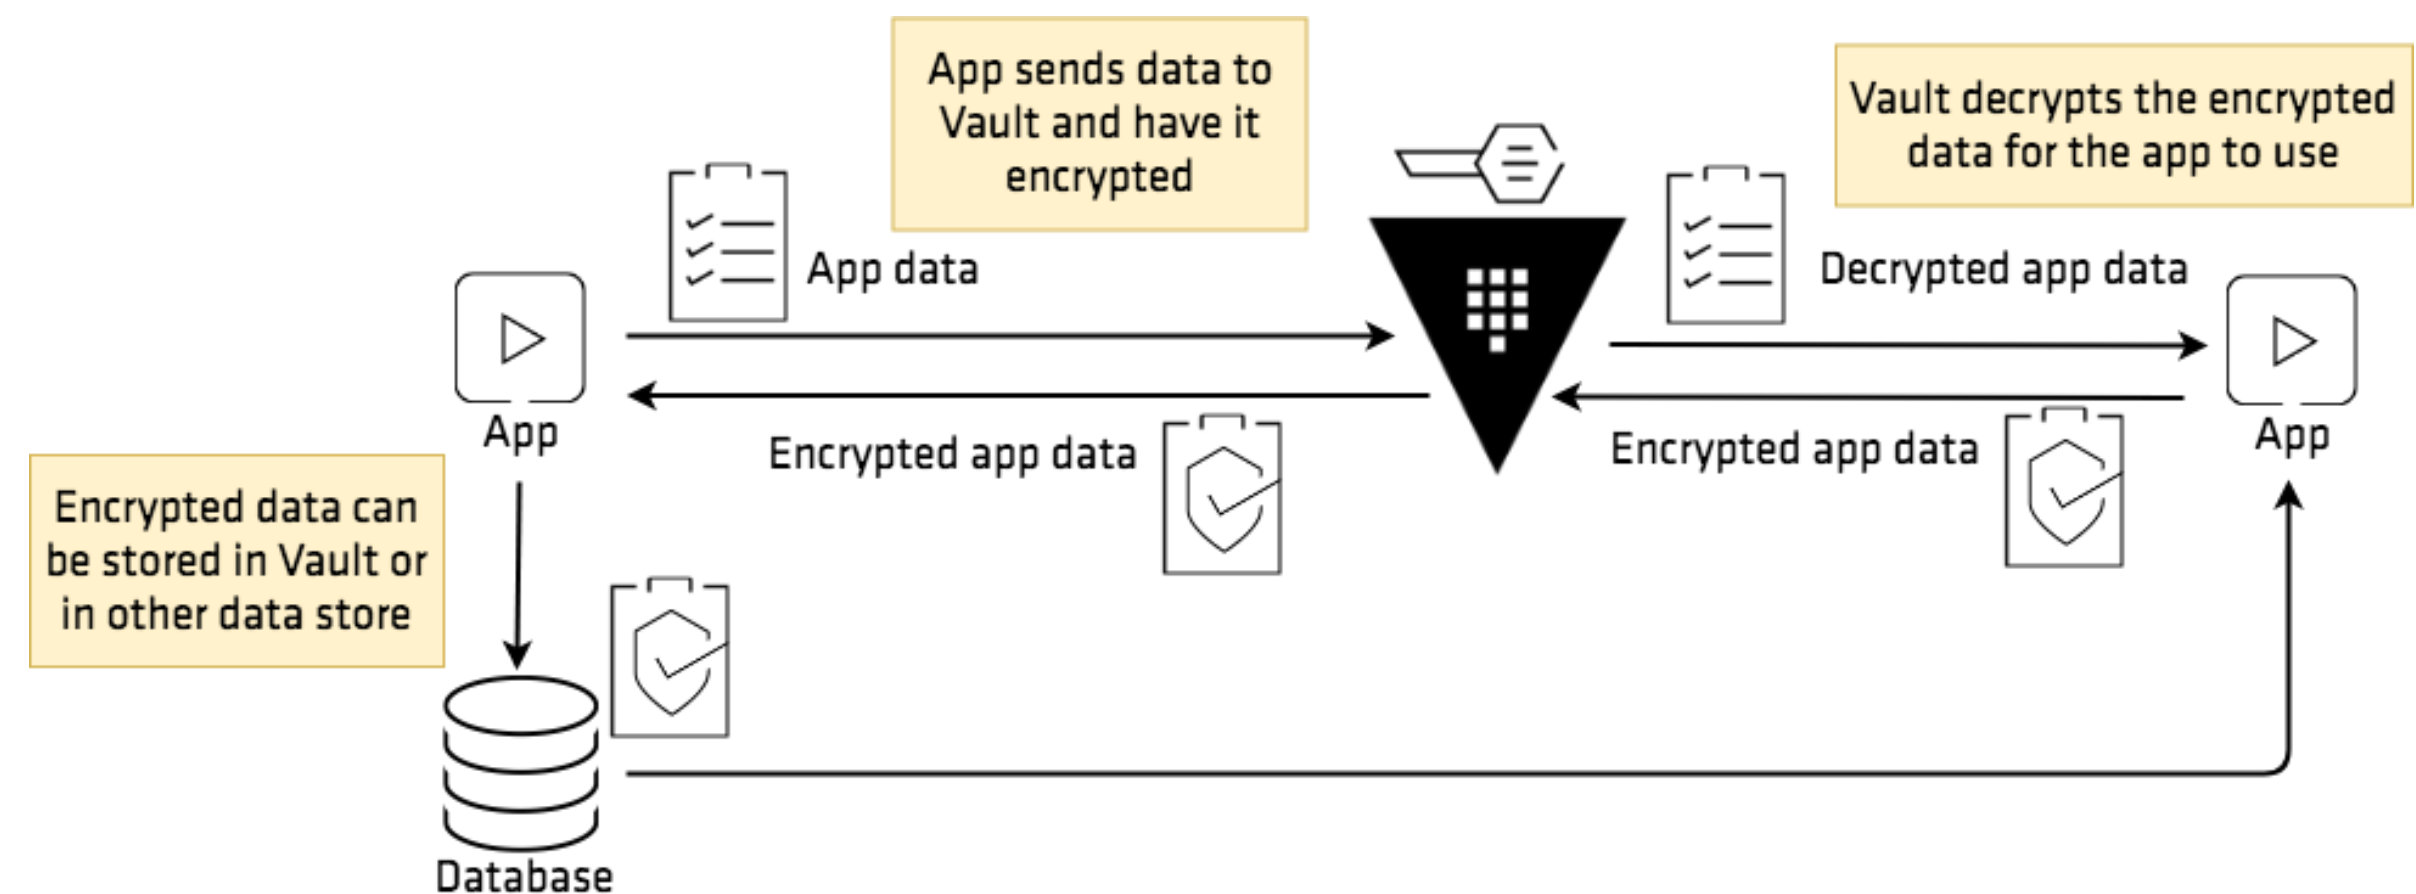 App sends data to
Vault and have it
encrypted
Vault decrypts the encrypted
data for the app to use
App data
Decrypted app data
App
Encrypted app data
Encrypted app data
App
Encrypted data can
be stored in Vault or
in other data store
Database